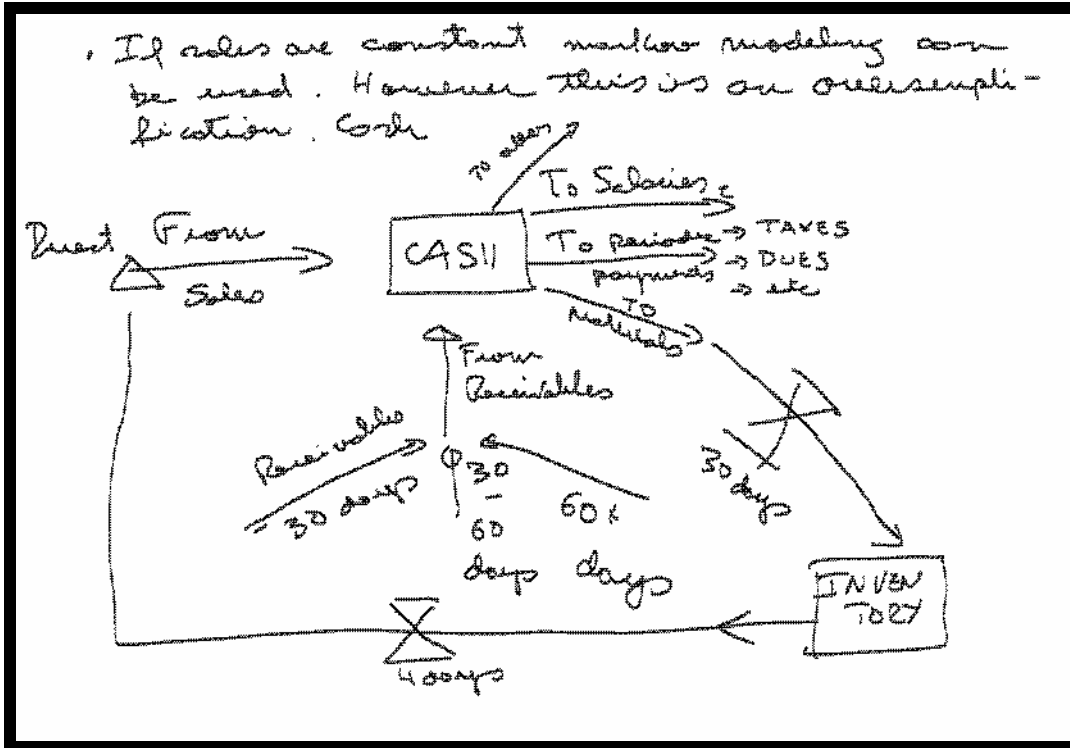 . If roles are constant markov modeling can
be used. However this is an oversimpli-
fication. Cash
To
To Salaries
Direct From
Sales
CASH
To periodic → TAXES
payments → DUES
→ etc
To
Materials
From
Receivables
Receivables
30 days
30
–
60
days
60+
days
30 days
INVEN
TORY
4 days